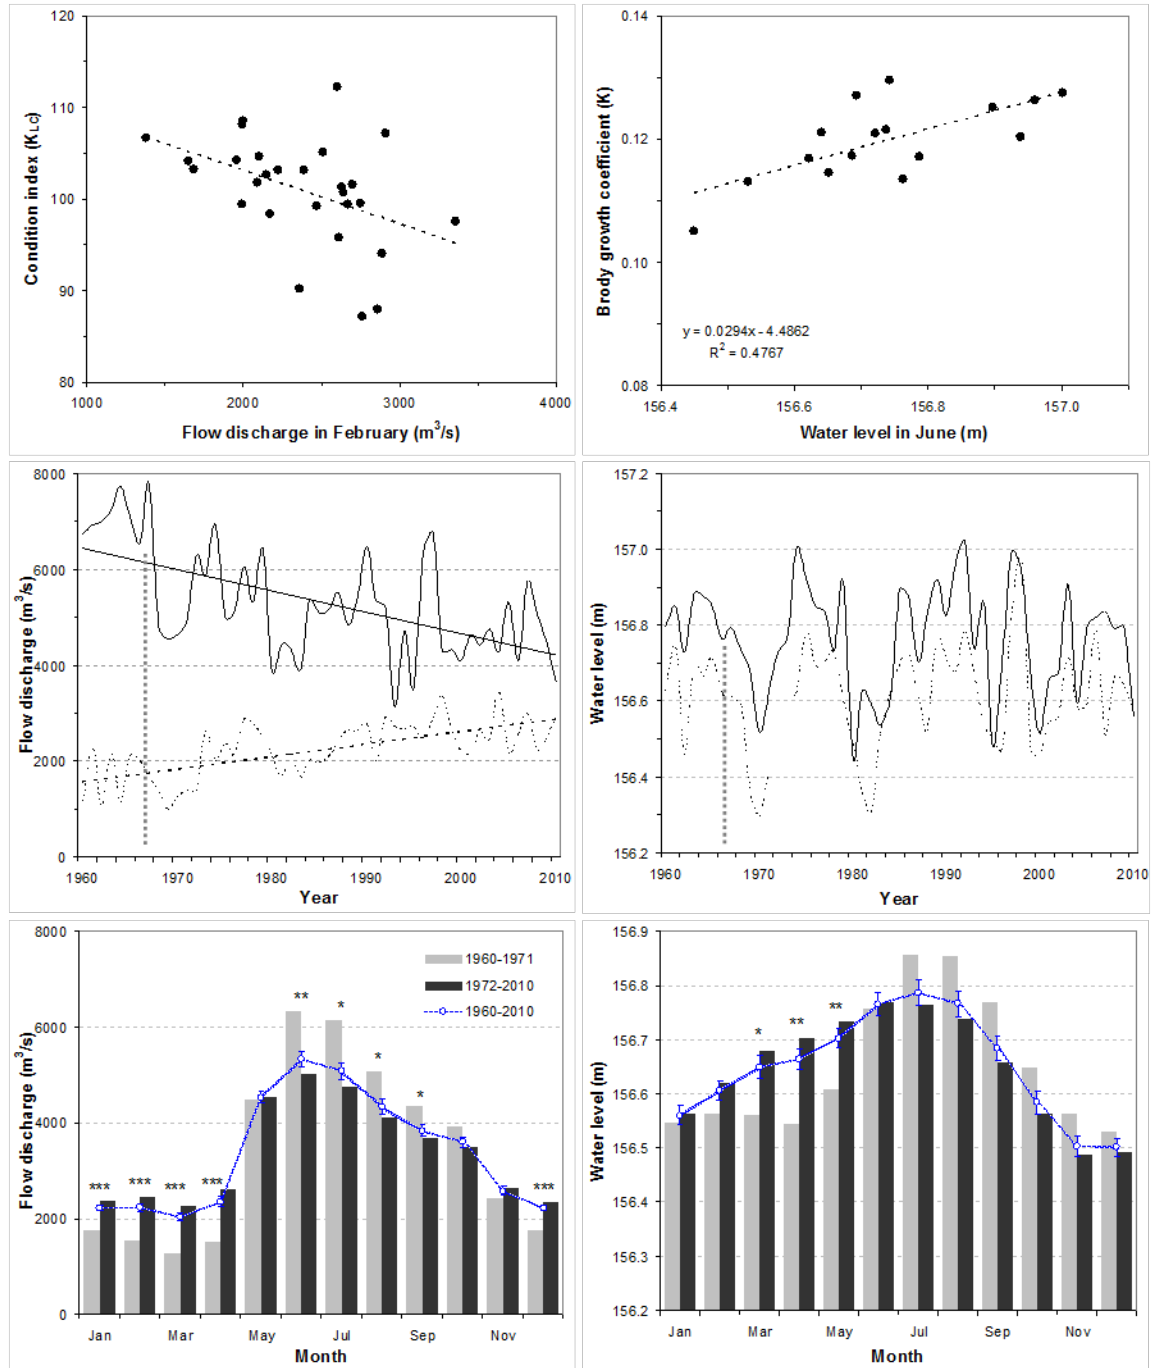 120
110
100
90
80
Condition index (K_LC)
1000 2000 3000 4000
Flow discharge in February (m³/s)
0.14
0.12
0.10
0.08
Brody growth coefficient (K)
y = 0.0294x - 4.4862
R² = 0.4767
156.4 156.6 156.8 157.0
Water level in June (m)
8000
6000
4000
2000
0
Flow discharge (m³/s)
1960 1970 1980 1990 2000 2010
Year
157.2
157.0
156.8
156.6
156.4
156.2
Water level (m)
1960 1970 1980 1990 2000 2010
Year
8000
6000
4000
2000
0
Flow discharge (m³/s)
1960-1971
1972-2010
1960-2010
** * * *
*** *** *** *** ***
Jan Mar May Jul Sep Nov
Month
156.9
156.8
156.7
156.6
156.5
156.4
156.3
156.2
Water level (m)
* ** **
Jan Mar May Jul Sep Nov
Month